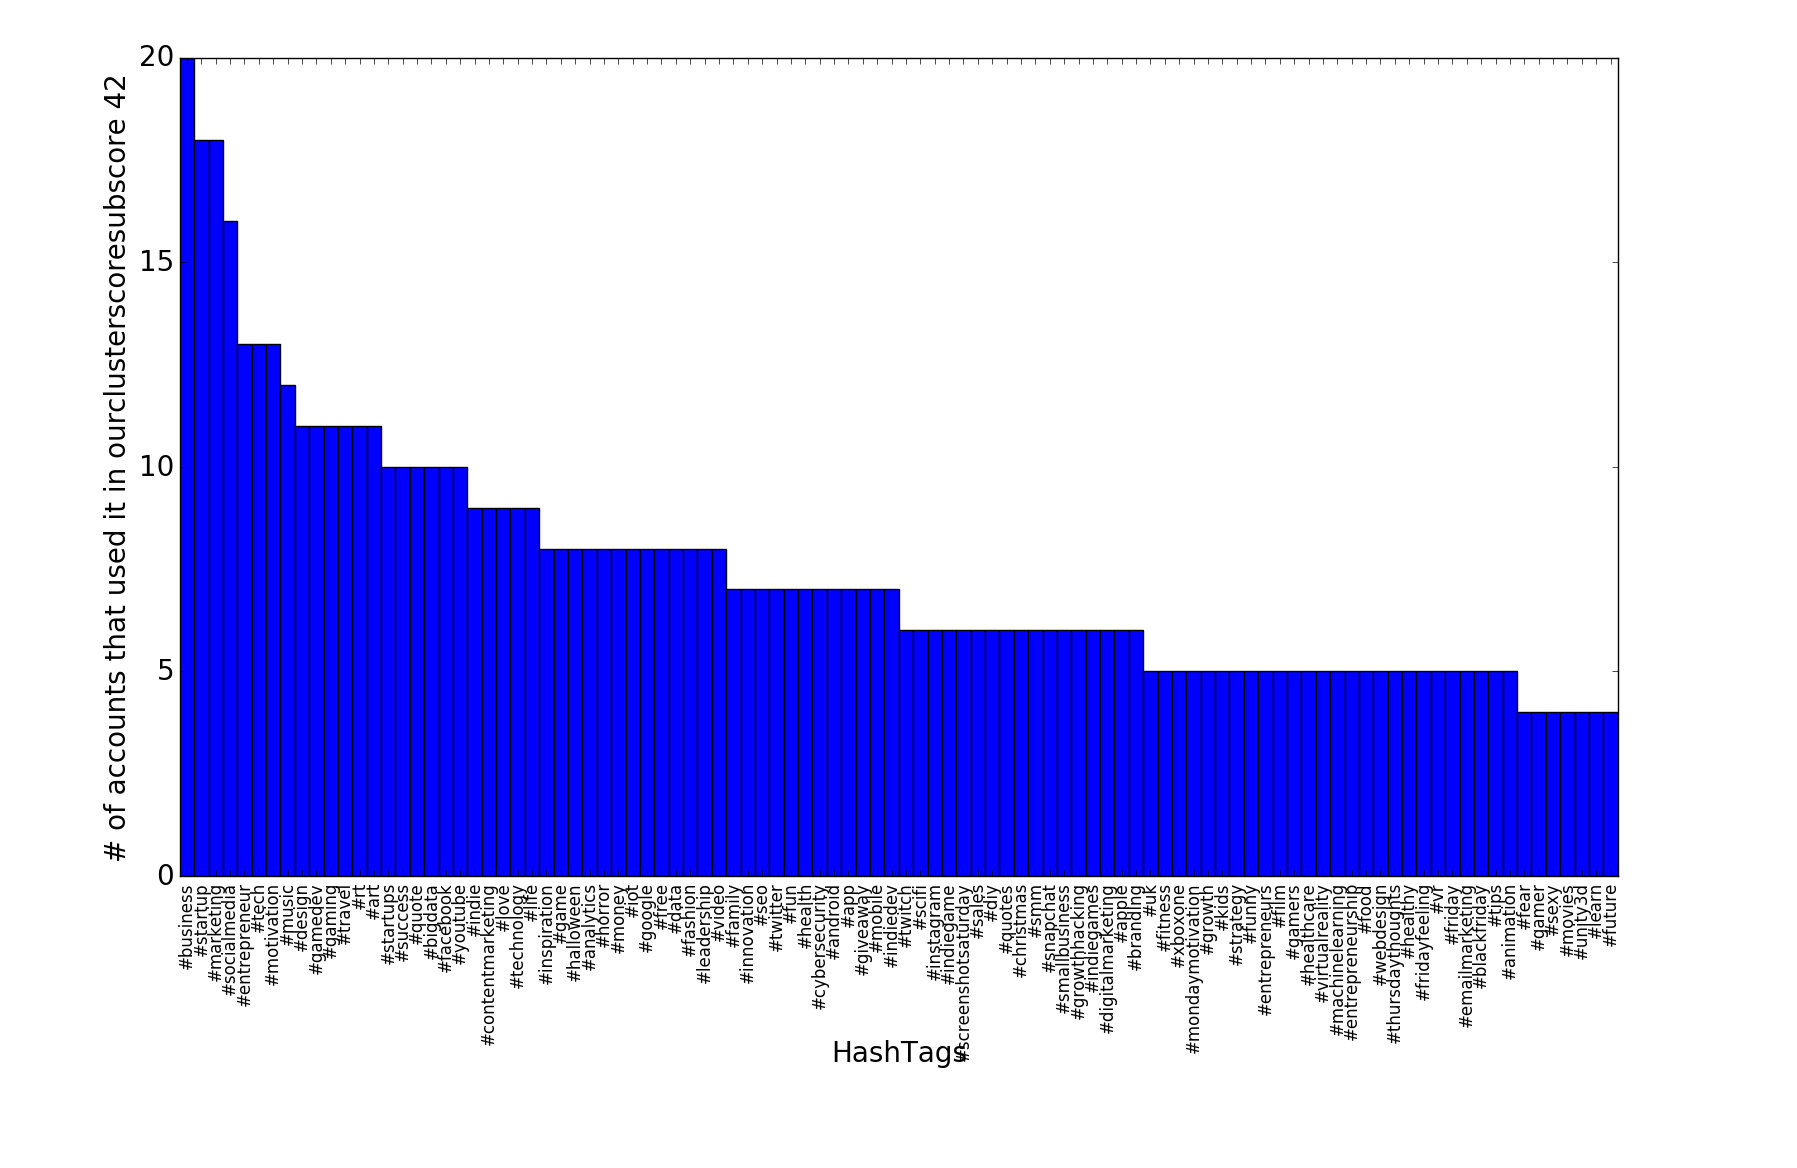 # of accounts that used it in ourclusterscoresubscore 42
20
15
10
5
0
#business
#startup
#marketing
#socialmedia
#entrepreneur
#tech
#motivation
#music
#design
#gamedev
#gaming
#travel
#rt
#art
#startups
#success
#quote
#bigdata
#facebook
#youtube
#indie
#contentmarketing
#love
#technology
#life
#inspiration
#game
#halloween
#analytics
#horror
#money
#iot
#google
#free
#data
#fashion
#leadership
#video
#family
#innovation
#seo
#twitter
#fun
#health
#cybersecurity
#android
#app
#giveaway
#mobile
#indiedev
#twitch
#scifi
#instagram
#indiegame
#screenshotsaturday
#sales
#diy
#quotes
#christmas
#smm
#snapchat
#smallbusiness
#growthhacking
#indiegames
#digitalmarketing
#apple
#branding
#uk
#fitness
#xboxone
#mondaymotivation
#growth
#kids
#strategy
#funny
#entrepreneurs
#film
#gamers
#healthcare
#virtualreality
#machinelearning
#entrepreneurship
#food
#webdesign
#thursdaythoughts
#healthy
#fridayfeeling
#vr
#friday
#emailmarketing
#blackfriday
#tips
#animation
#fear
#gamer
#sexy
#movies
#unity3d
#learn
#future
HashTags